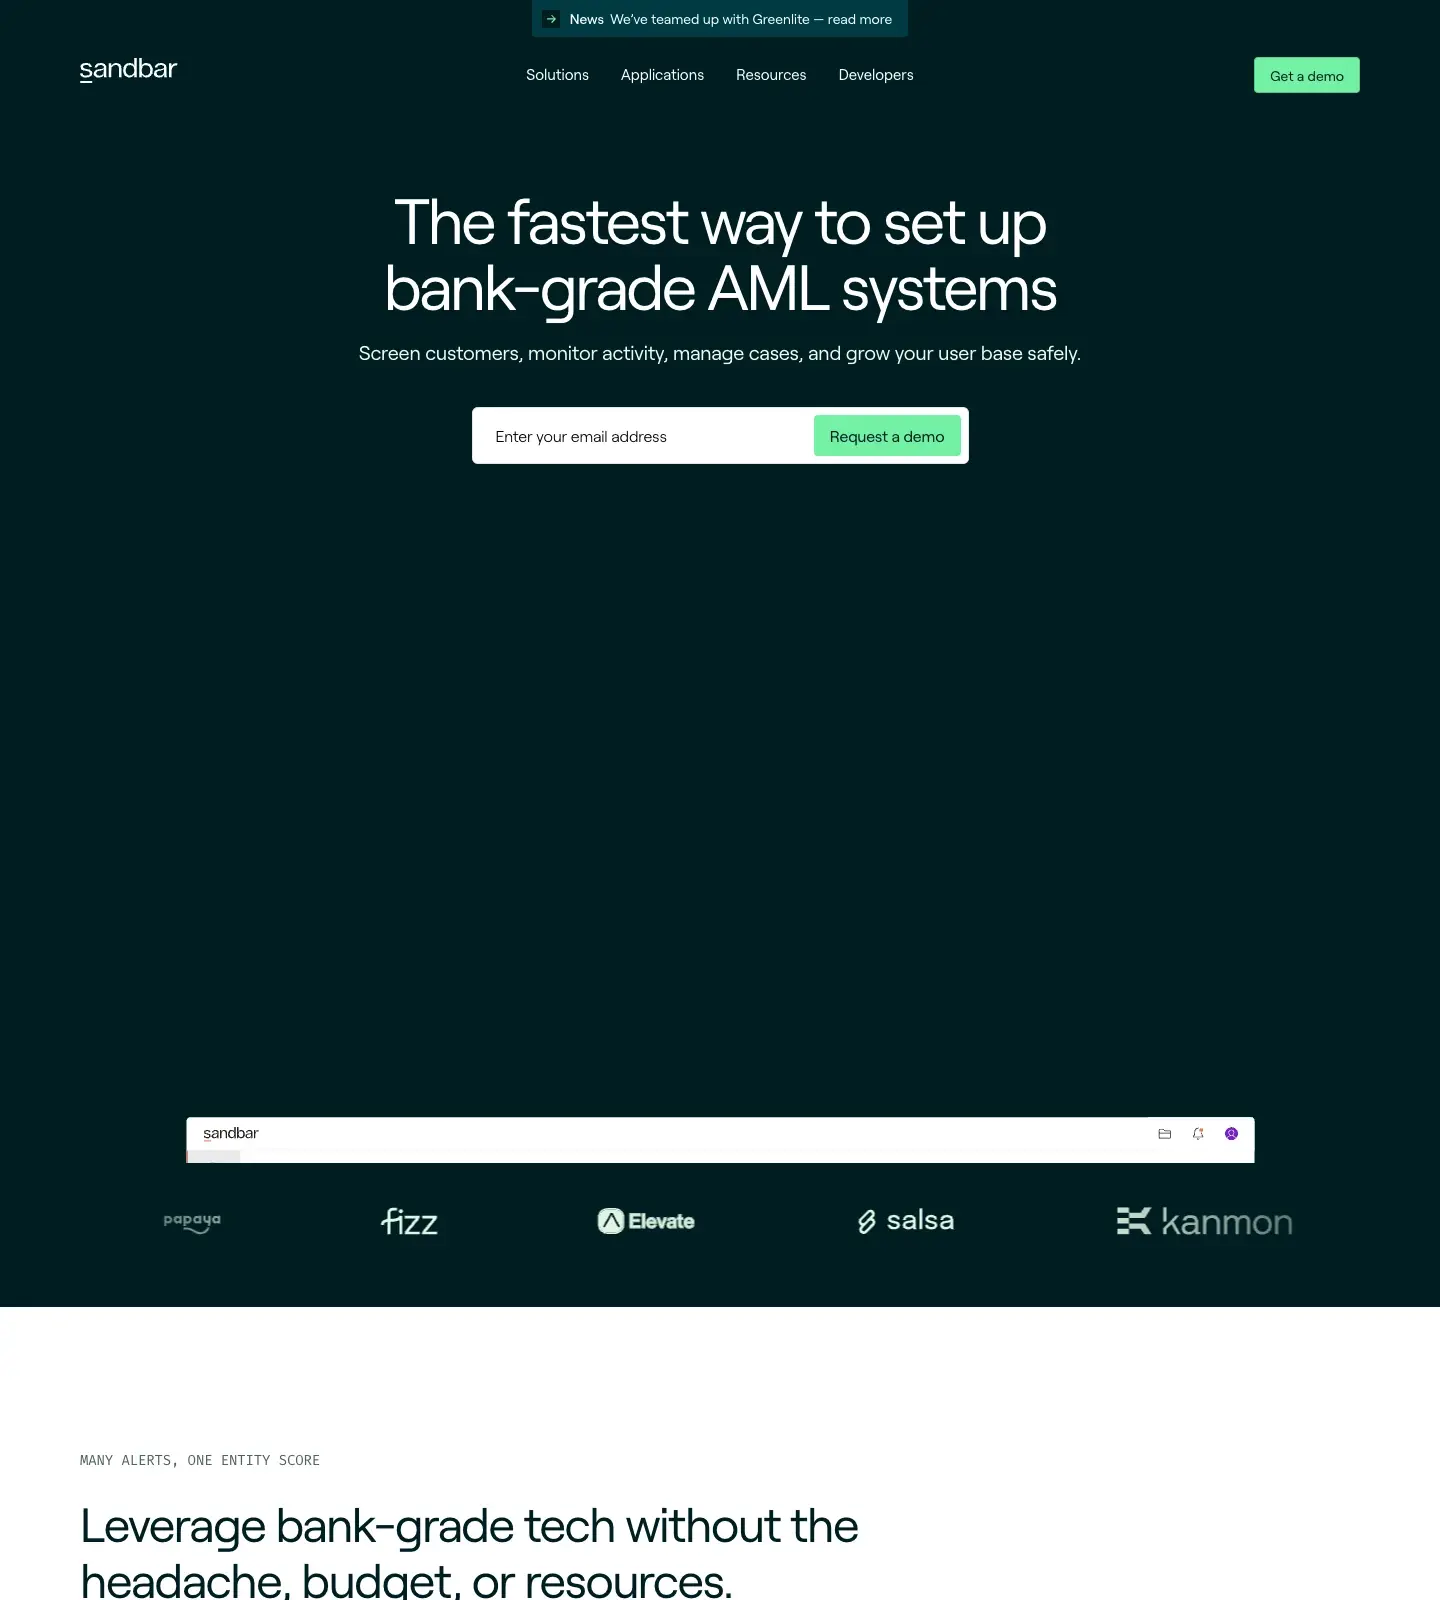 News We’ve teamed up with Greenlite — read more
sandbar
Solutions
Applications
Resources
Developers
Get a demo
The fastest way to set up
bank-grade AML systems
Screen customers, monitor activity, manage cases, and grow your user base safely.
Enter your email address
Request a demo
sandbar
papaya
fizz
Elevate
salsa
kanmon
MANY ALERTS, ONE ENTITY SCORE
Leverage bank-grade tech without the
headache, budget, or resources.